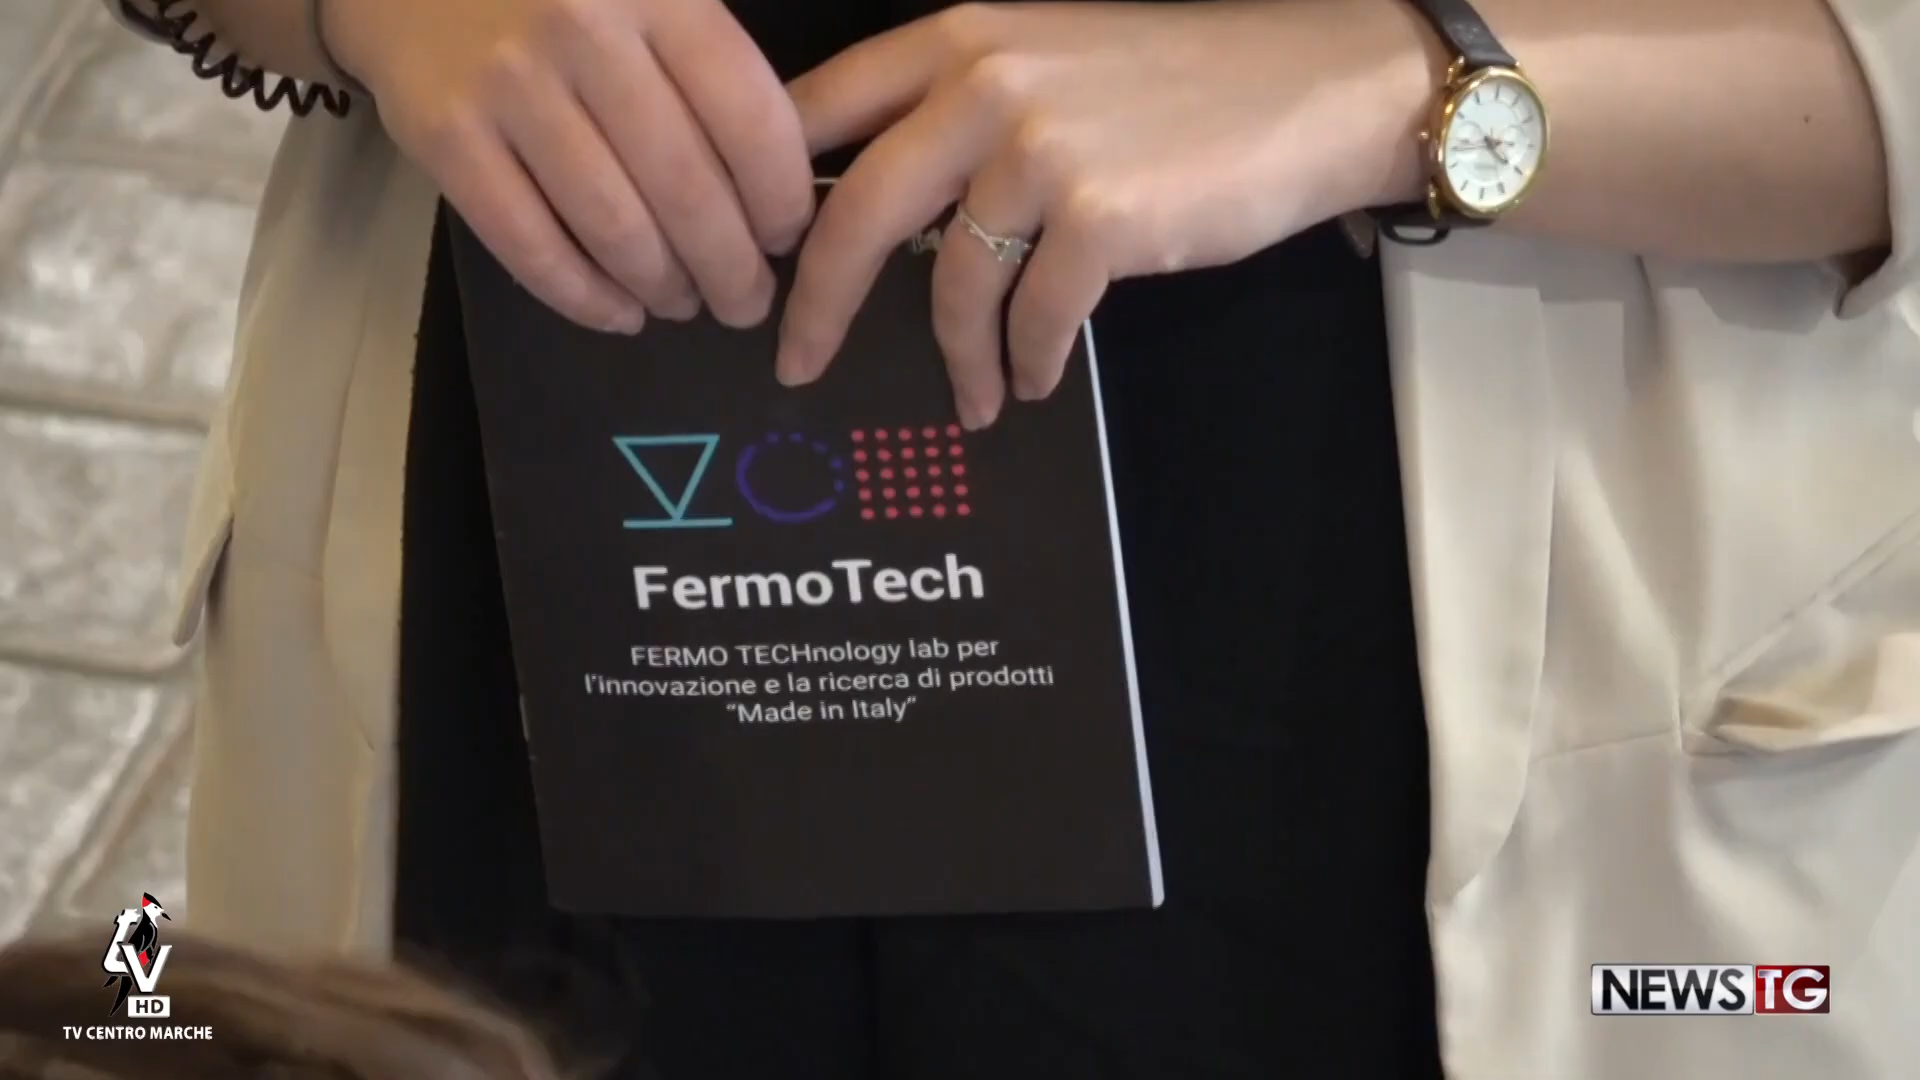 FermoTech
FERMO TECHnology lab per
l'innovazione e la ricerca di prodotti
“Made in Italy”
TV
HD
TV CENTRO MARCHE
NEWS TG